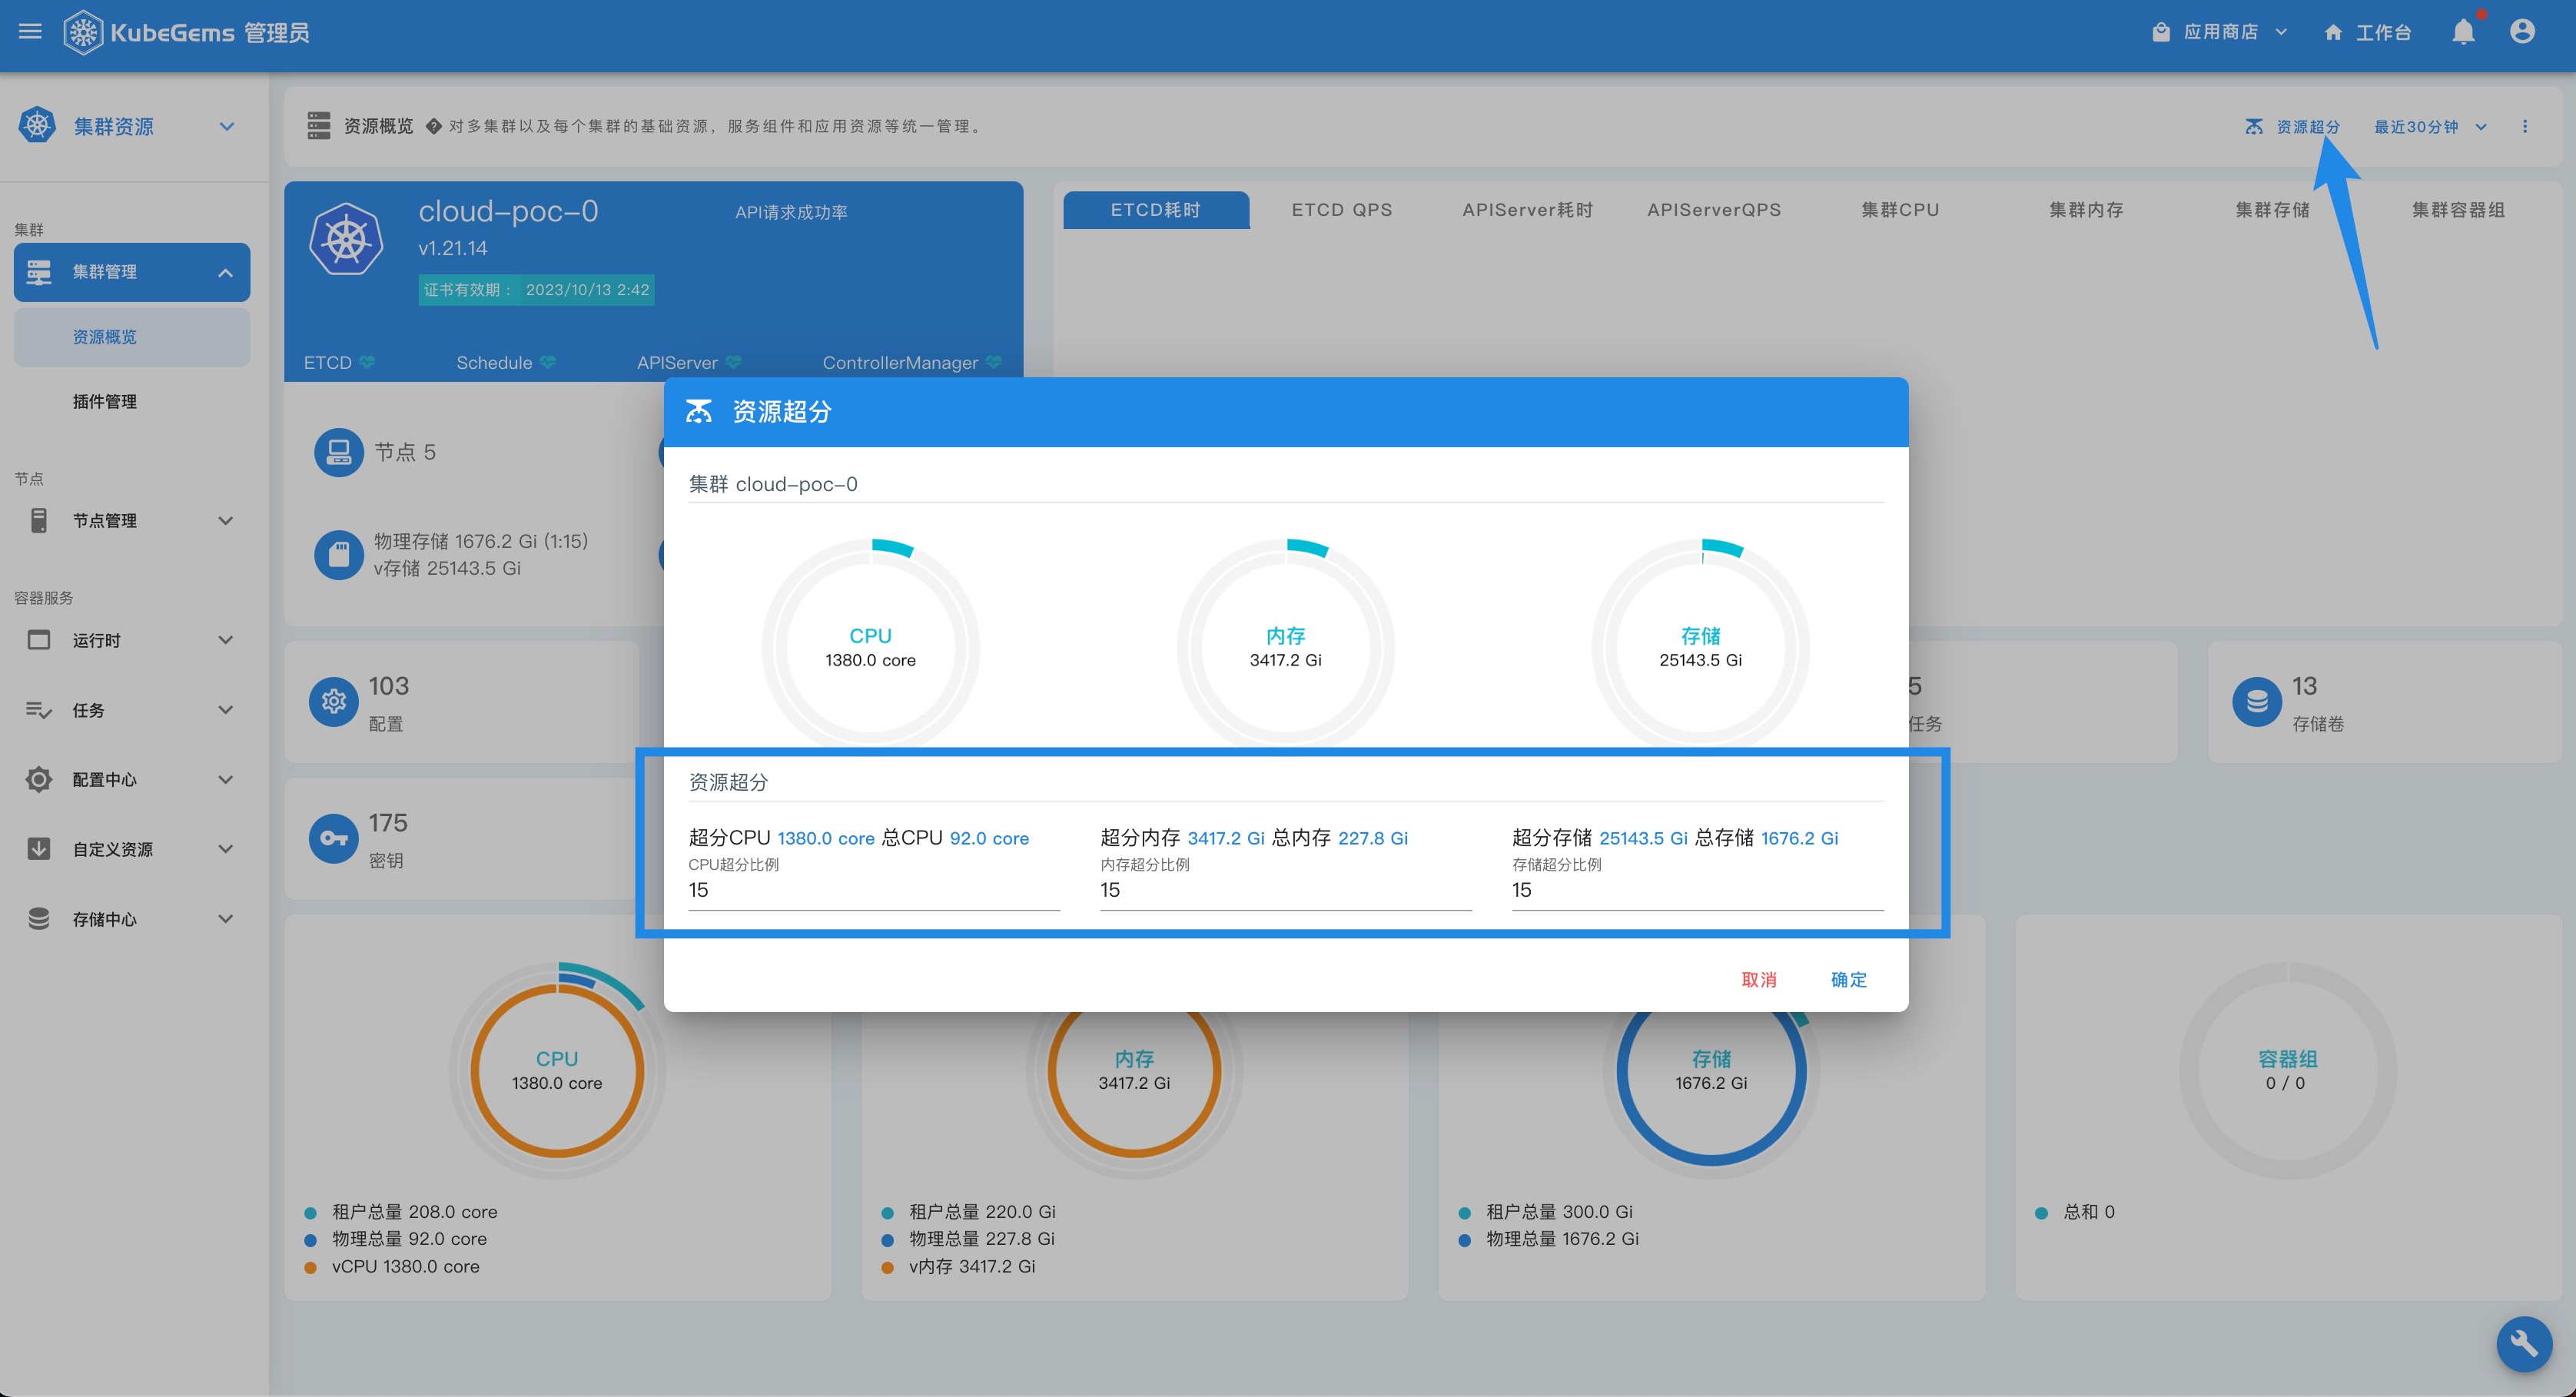 KubeGems 管理员
应用商店
工作台
集群资源
集群
集群管理
资源概览
插件管理
节点
节点管理
容器服务
运行时
任务
配置中心
自定义资源
存储中心
资源概览 对多集群以及每个集群的基础资源，服务组件和应用资源等统一管理。
资源超分
最近30分钟
cloud-poc-0
API请求成功率
v1.21.14
证书有效期： 2023/10/13 2:42
ETCD
Schedule
APIServer
ControllerManager
ETCD耗时
ETCD QPS
APIServer耗时
APIServerQPS
集群CPU
集群内存
集群存储
集群容器组
节点 5
物理存储 1676.2 Gi (1:15)
v存储 25143.5 Gi
103
配置
175
密钥
5
任务
13
存储卷
资源超分
集群 cloud-poc-0
CPU
1380.0 core
内存
3417.2 Gi
存储
25143.5 Gi
资源超分
超分CPU 1380.0 core 总CPU 92.0 core
CPU超分比例
15
超分内存 3417.2 Gi 总内存 227.8 Gi
内存超分比例
15
超分存储 25143.5 Gi 总存储 1676.2 Gi
存储超分比例
15
取消
确定
CPU
1380.0 core
租户总量 208.0 core
物理总量 92.0 core
vCPU 1380.0 core
内存
3417.2 Gi
租户总量 220.0 Gi
物理总量 227.8 Gi
v内存 3417.2 Gi
存储
1676.2 Gi
租户总量 300.0 Gi
物理总量 1676.2 Gi
容器组
0 / 0
总和 0